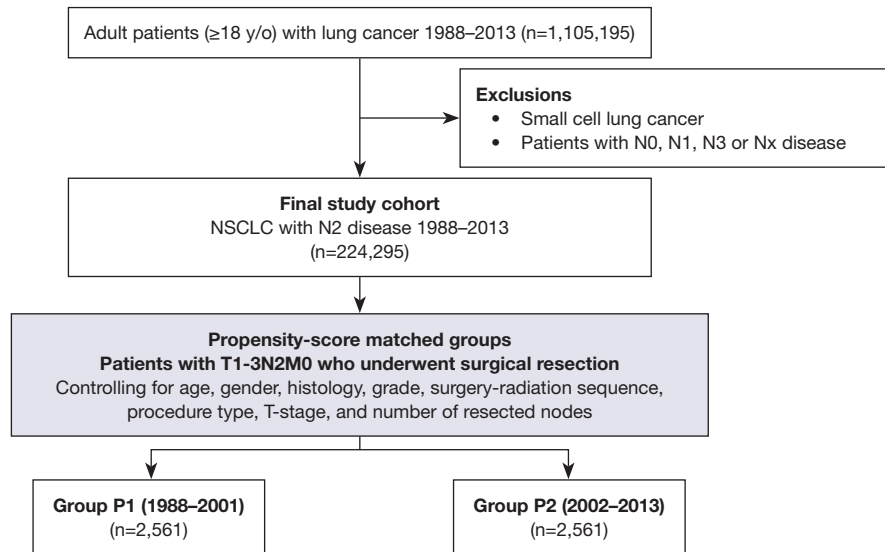 Adult patients (≥18 y/o) with lung cancer 1988–2013 (n=1,105,195)
Exclusions
• Small cell lung cancer
• Patients with N0, N1, N3 or Nx disease
Final study cohort
NSCLC with N2 disease 1988–2013
(n=224,295)
Propensity-score matched groups
Patients with T1-3N2M0 who underwent surgical resection
Controlling for age, gender, histology, grade, surgery-radiation sequence,
procedure type, T-stage, and number of resected nodes
Group P1 (1988–2001)
(n=2,561)
Group P2 (2002–2013)
(n=2,561)